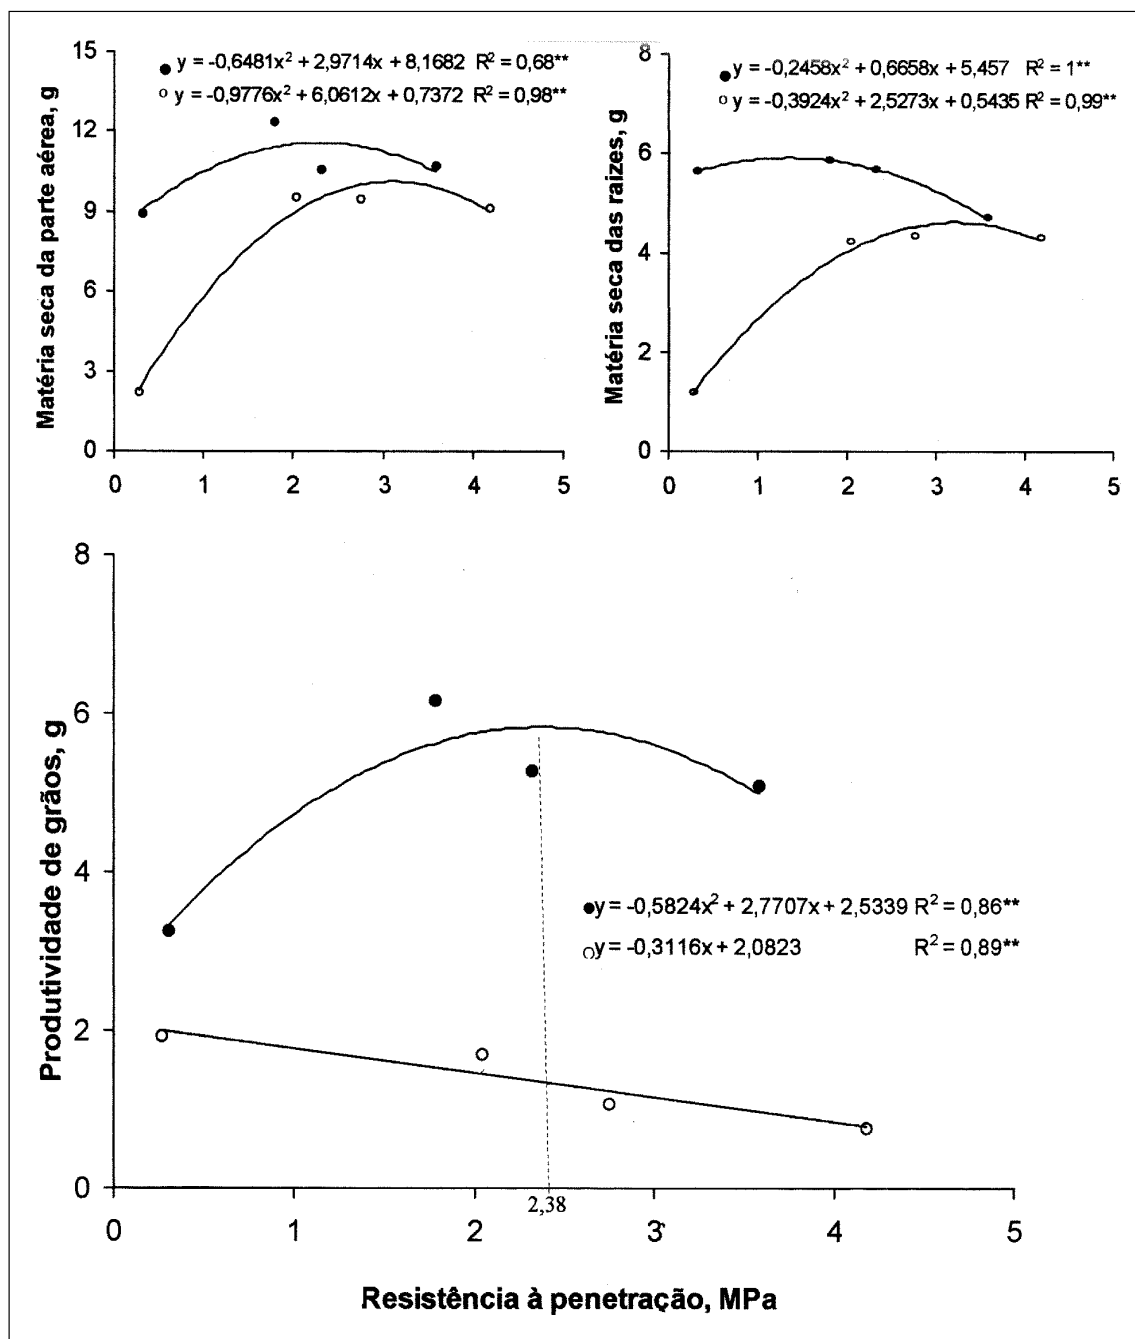 ● y = -0,6481x² + 2,9714x + 8,1682 R² = 0,68**
○ y = -0,9776x² + 6,0612x + 0,7372 R² = 0,98**
Matéria seca da parte aérea, g
15
12
9
6
3
0
0 1 2 3 4 5
● y = -0,2458x² + 0,6658x + 5,457 R² = 1**
○ y = -0,3924x² + 2,5273x + 0,5435 R² = 0,99**
Matéria seca das raizes, g
8
6
4
2
0
0 1 2 3 4 5
Produtividade de grãos, g
8
6
4
2
0
● y = -0,5824x² + 2,7707x + 2,5339 R² = 0,86**
○ y = -0,3116x + 2,0823 R² = 0,89**
2,38
0 1 2 3 4 5
Resistência à penetração, MPa